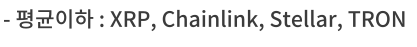 - 평균이하 : XRP, Chainlink, Stellar, TRON